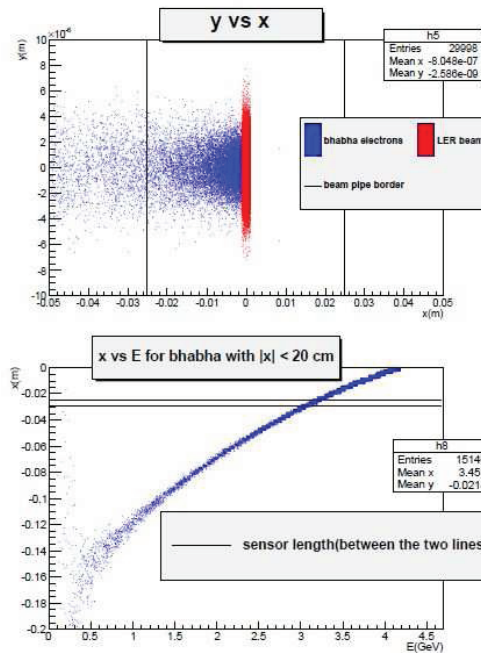 y vs x
×10⁻⁶
y(m)
10
8
6
4
2
0
-2
-4
-6
-8
-10
-0.05 -0.04 -0.03 -0.02 -0.01 0 0.01 0.02 0.03 0.04 0.05
x(m)
h5
Entries 29998
Mean x -8.048e-07
Mean y -2.586e-09
bhabha electrons LER beam
beam pipe border
x vs E for bhabha with |x| < 20 cm
x(m)
0
-0.02
-0.04
-0.06
-0.08
-0.1
-0.12
-0.14
-0.16
-0.18
-0.2
0 0.5 1 1.5 2 2.5 3 3.5 4 4.5
E(GeV)
h8
Entries 1514
Mean x 3.45
Mean y -0.021
sensor length(between the two lines